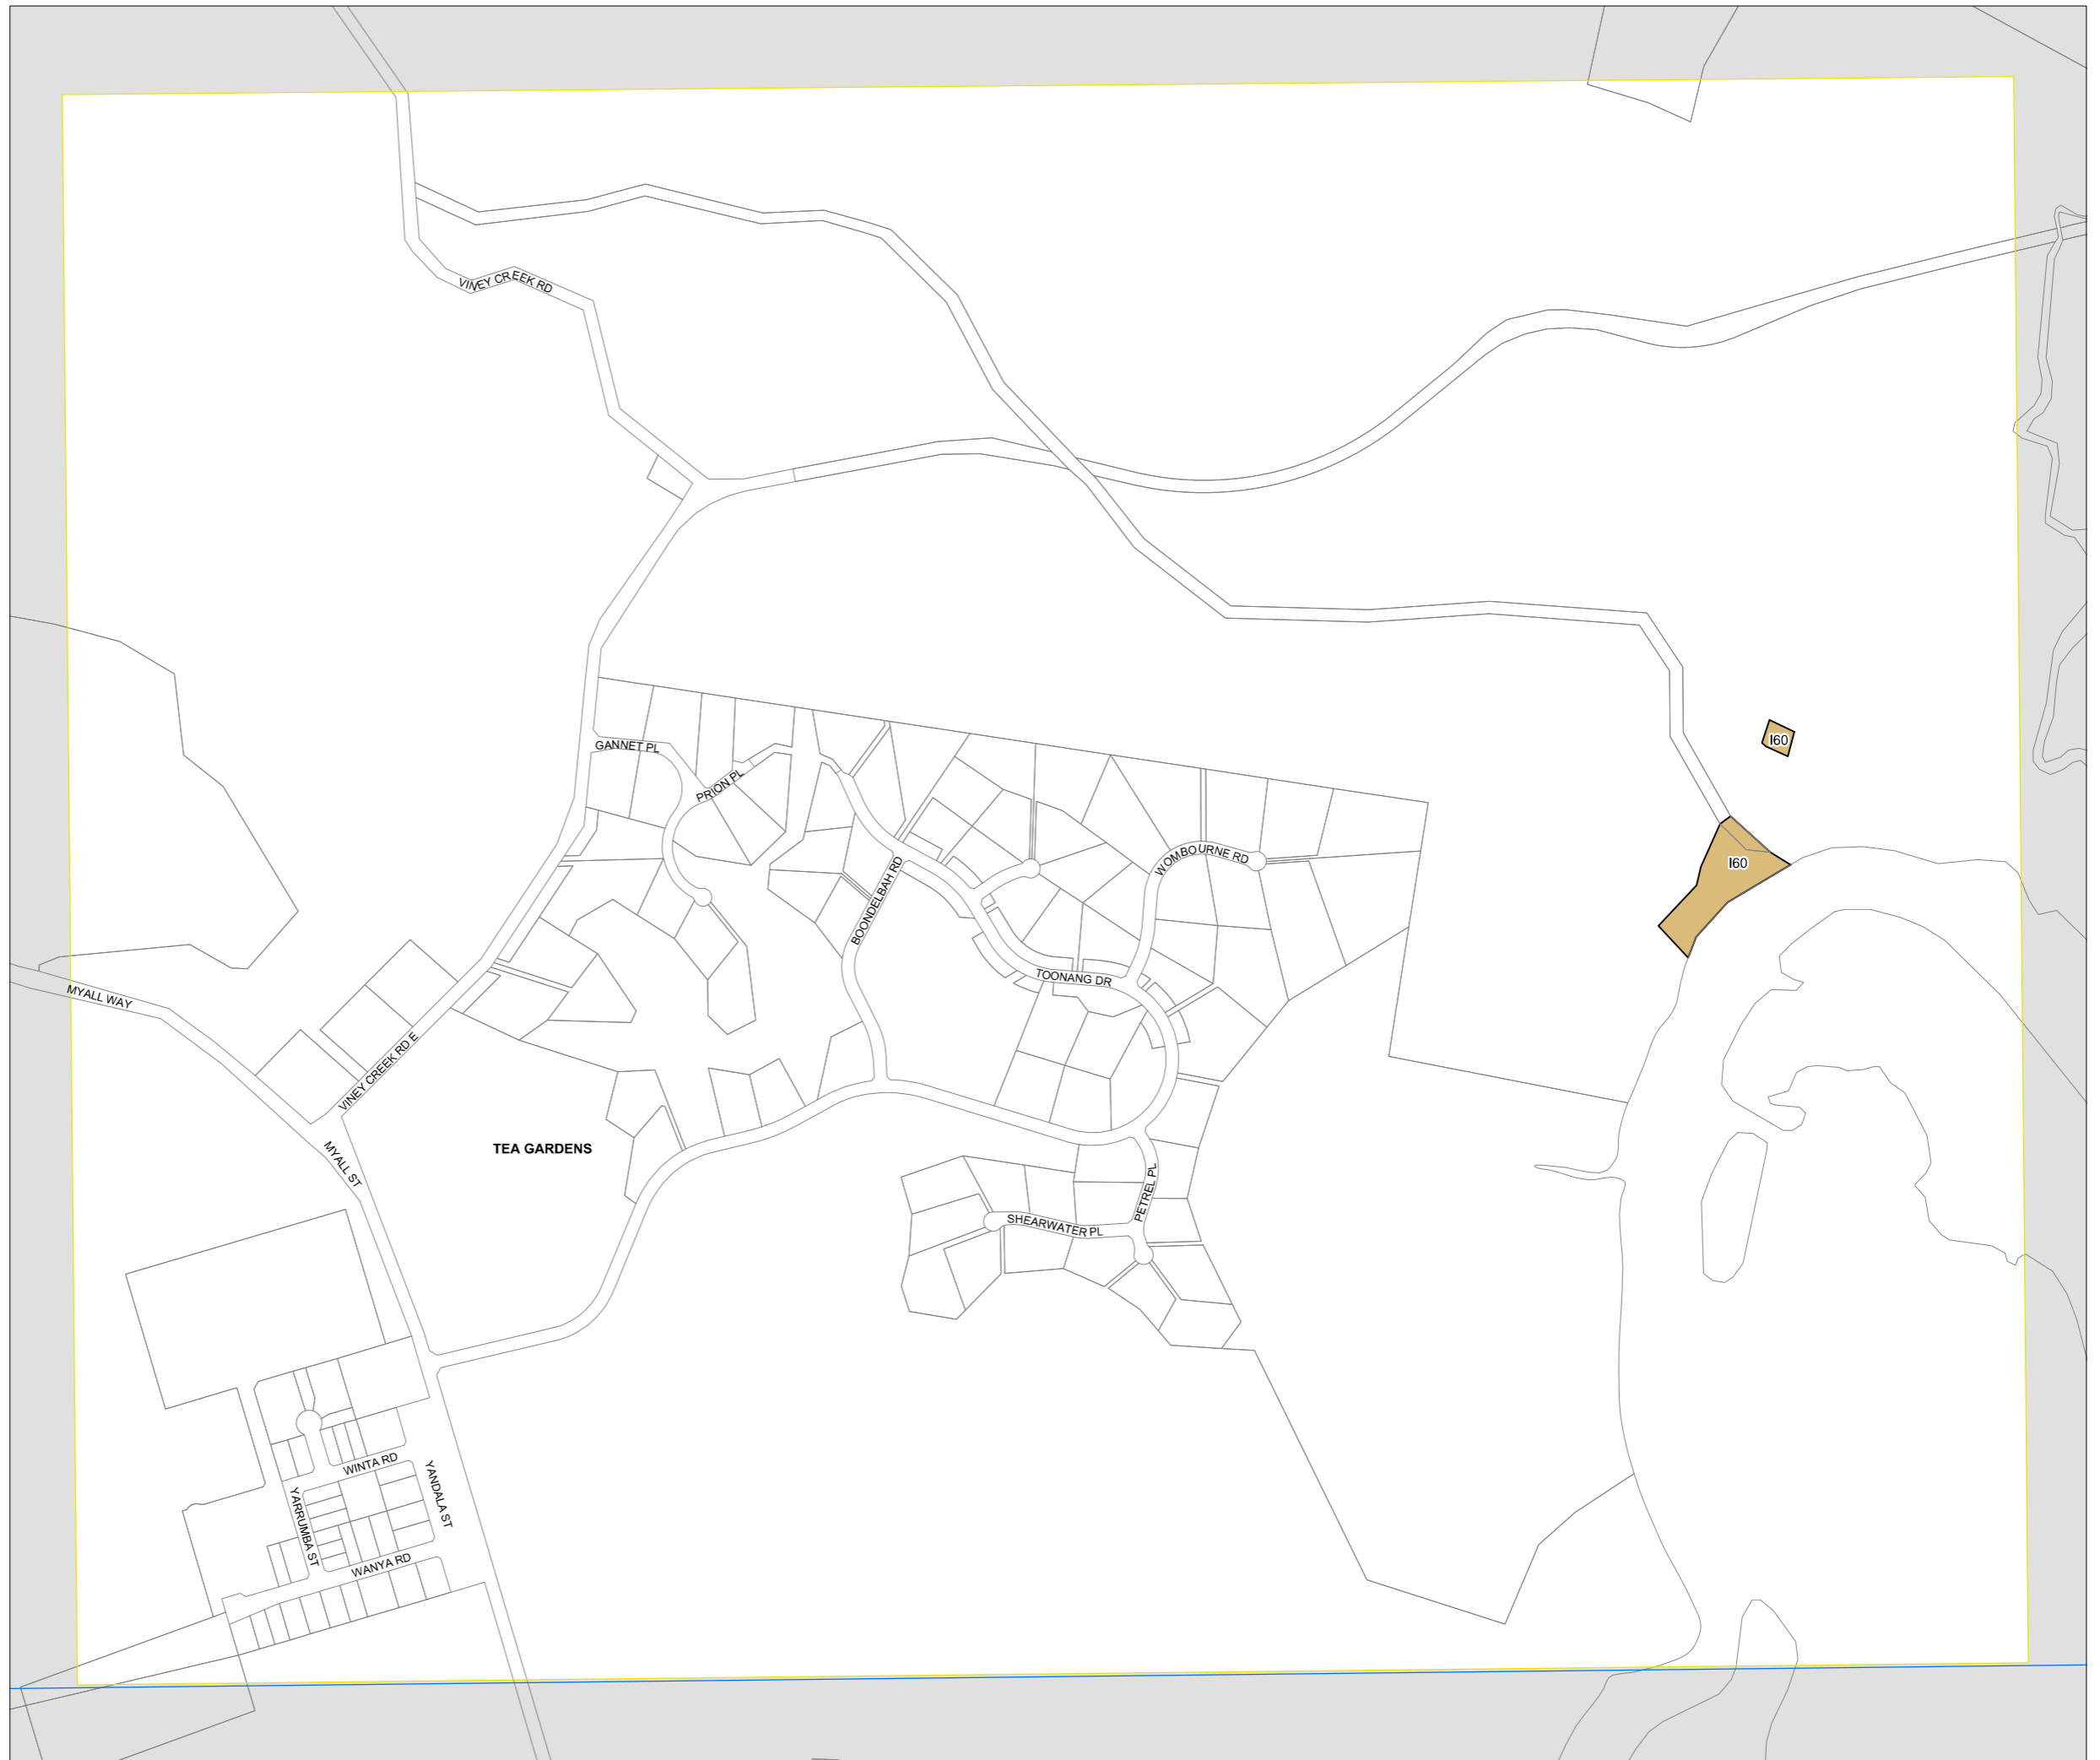 VINEY CREEK RD
I60
GANNET PL
PRION PL
WOMBOURNE RD
I60
BOONDELBAH RD
TOONANG DR
MYALL WAY
VINEY CREEK RD E
TEA GARDENS
MYALL ST
PETREL PL
SHEARWATER PL
WINTA RD
YANDALA ST
YARRUMBA ST
WANYA RD